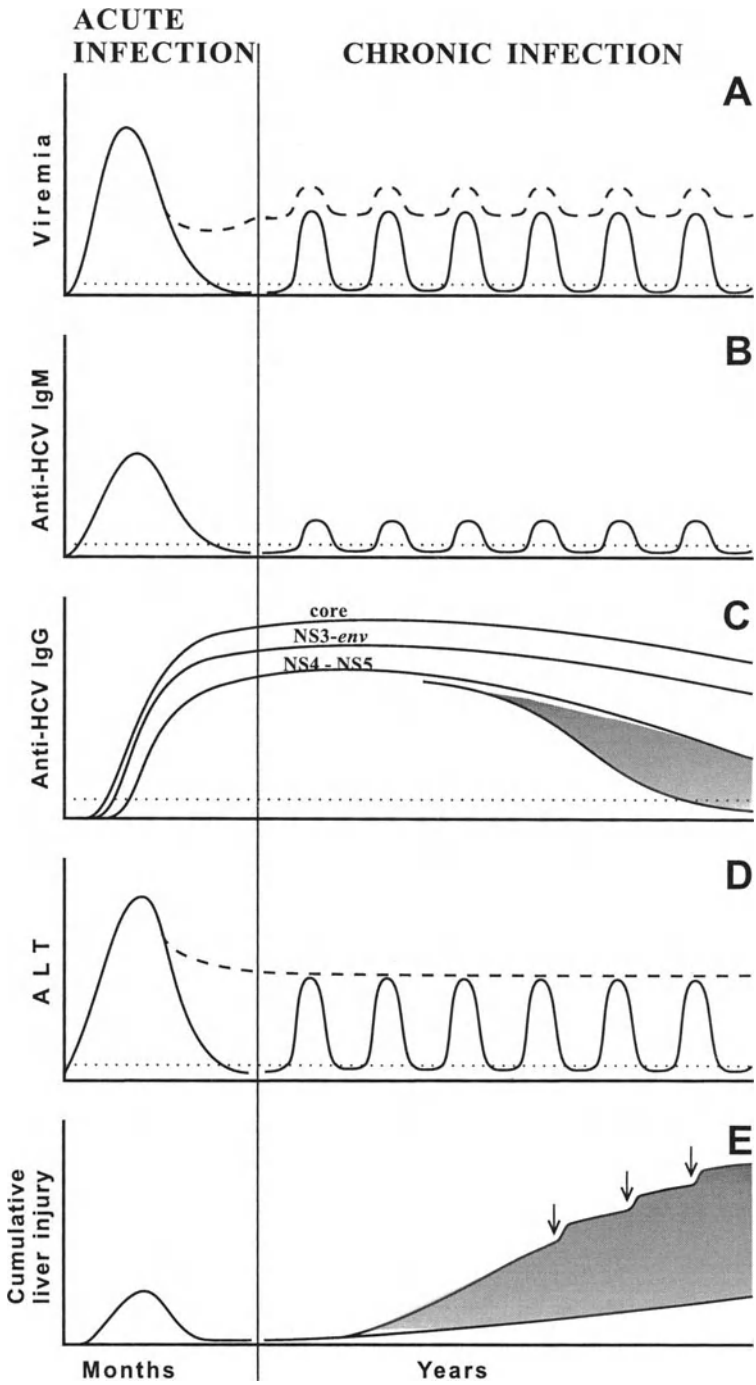 ACUTE
INFECTION
CHRONIC INFECTION
A
Viremia
B
Anti-HCV IgM
C
Anti-HCV IgG
core
NS3-env
NS4 - NS5
D
ALT
E
Cumulative
liver injury
Months
Years